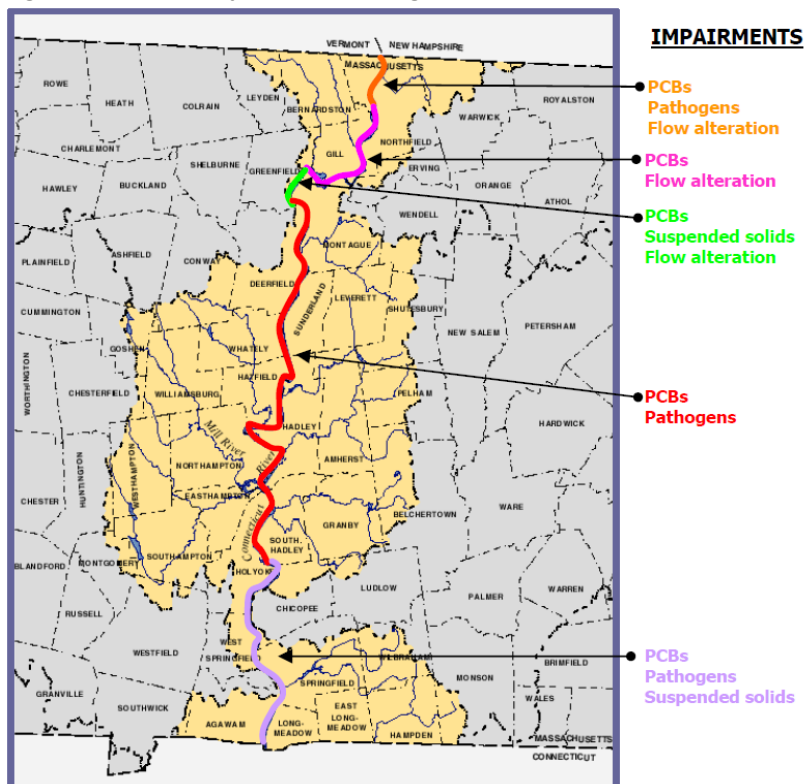 VERMONT
NEW HAMPSHIRE
MASSACHUSETTS
IMPAIRMENTS
PCBs
Pathogens
Flow alteration
PCBs
Flow alteration
PCBs
Suspended solids
Flow alteration
PCBs
Pathogens
PCBs
Pathogens
Suspended solids
ROWE
HEATH
COLRAIN
LEYDEN
BERNARDSTON
NORTHFIELD
WARWICK
ROYALSTON
CHARLEMONT
SHELBURNE
GREENFIELD
GILL
ERVING
ORANGE
ATHOL
HAWLEY
BUCKLAND
WENDELL
PLAINFIELD
ASHFIELD
CONWAY
MONTAGUE
DEERFIELD
SUNDERLAND
LEVERETT
SHUTESBURY
NEW SALEM
PETERSHAM
CUMMINGTON
GOSHEN
WHATELY
HATFIELD
WORTHINGTON
CHESTERFIELD
WILLIAMSBURG
PELHAM
HARDWICK
HADLEY
Mill River
NORTHAMPTON
River
AMHERST
CHESTER
HUNTINGTON
WESTHAMPTON
EASTHAMPTON
Connecticut
BELCHERTOWN
WARE
GRANBY
SOUTH
HADLEY
BLANDFORD
MONTGOMERY
SOUTHAMPTON
HOLYOKE
LUDLOW
PALMER
WARREN
RUSSELL
CHICOPEE
WESTFIELD
WEST
SPRINGFIELD
WILBRAHAM
BRIMFIELD
MONSON
SPRINGFIELD
GRANVILLE
SOUTHWICK
WALES
AGAWAM
LONG-
MEADOW
EAST
LONG-
MEADOW
HAMPDEN
MASSACHUSETTS
CONNECTICUT